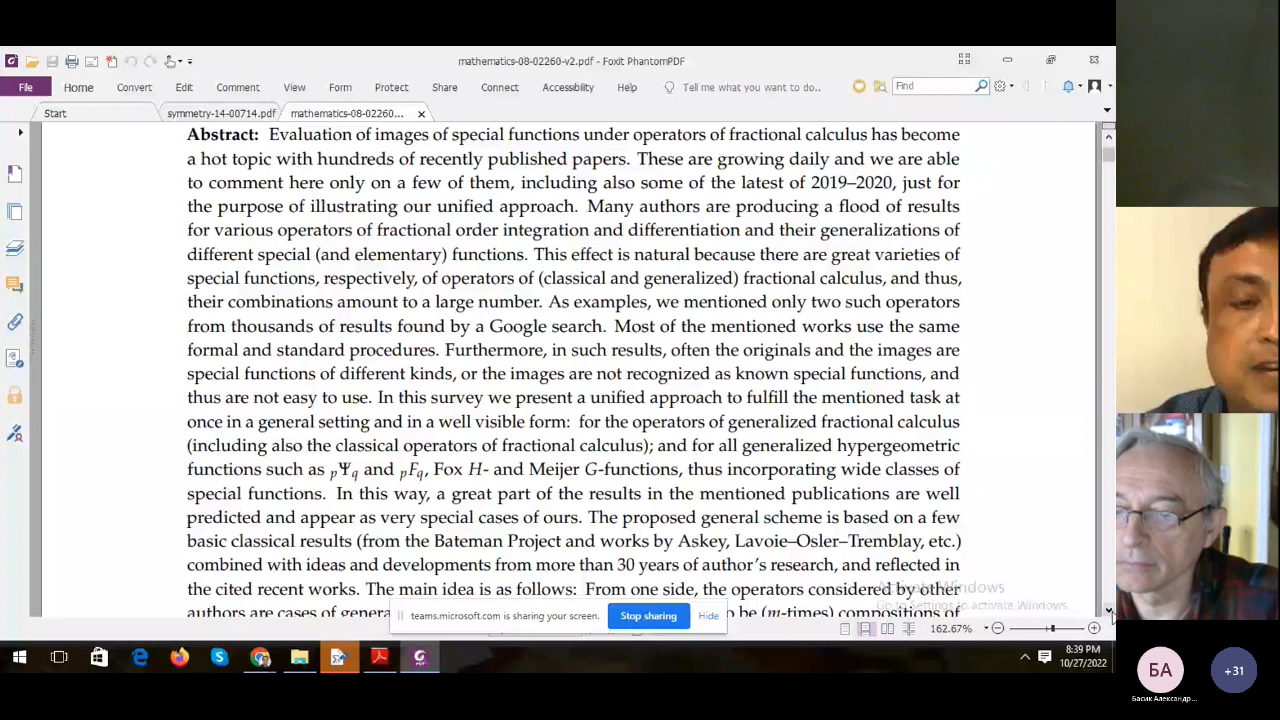 mathematics-08-02260-v2.pdf - Foxit PhantomPDF
File Home Convert Edit Comment View Form Protect Share Connect Accessibility Help Tell me what you want to do.. Find
Start symmetry-14-00714.pdf mathematics-08-02260... x
Abstract: Evaluation of images of special functions under operators of fractional calculus has become
a hot topic with hundreds of recently published papers. These are growing daily and we are able
to comment here only on a few of them, including also some of the latest of 2019–2020, just for
the purpose of illustrating our unified approach. Many authors are producing a flood of results
for various operators of fractional order integration and differentiation and their generalizations of
different special (and elementary) functions. This effect is natural because there are great varieties of
special functions, respectively, of operators of (classical and generalized) fractional calculus, and thus,
their combinations amount to a large number. As examples, we mentioned only two such operators
from thousands of results found by a Google search. Most of the mentioned works use the same
formal and standard procedures. Furthermore, in such results, often the originals and the images are
special functions of different kinds, or the images are not recognized as known special functions, and
thus are not easy to use. In this survey we present a unified approach to fulfill the mentioned task at
once in a general setting and in a well visible form: for the operators of generalized fractional calculus
(including also the classical operators of fractional calculus); and for all generalized hypergeometric
functions such as pΨq and pFq, Fox H- and Meijer G-functions, thus incorporating wide classes of
special functions. In this way, a great part of the results in the mentioned publications are well
predicted and appear as very special cases of ours. The proposed general scheme is based on a few
basic classical results (from the Bateman Project and works by Askey, Lavoie–Osler–Tremblay, etc.)
combined with ideas and developments from more than 30 years of author's research, and reflected in
the cited recent works. The main idea is as follows: From one side, the operators considered by other
authors are cases of gener
o be (m-times) compositions of
Activate Windows
Go to Settings to activate Windows.
teams.microsoft.com is sharing your screen. Stop sharing Hide
162.67%
8:39 PM
10/27/2022
БА
+31
Басик Александр...